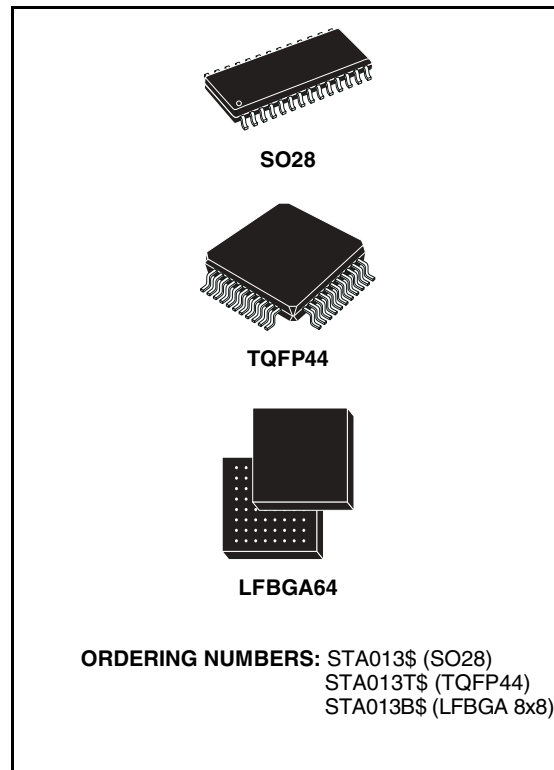 SO28
TQFP44
LFBGA64
ORDERING NUMBERS: STA013$ (SO28)
STA013T$ (TQFP44)
STA013B$ (LFBGA 8x8)